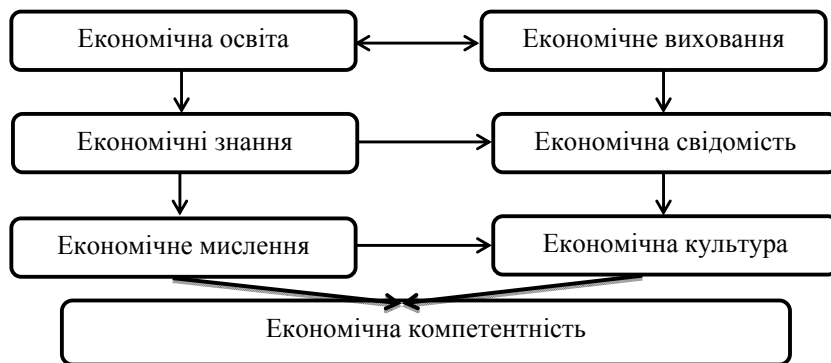 Економічна освіта
Економічне виховання
Економічні знання
Економічна свідомість
Економічне мислення
Економічна культура
Економічна компетентність